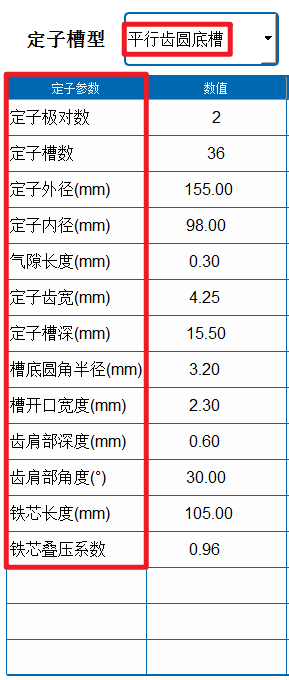 定子槽型 平行齿圆底槽
定子参数 数值
定子极对数 2
定子槽数 36
定子外径(mm) 155.00
定子内径(mm) 98.00
气隙长度(mm) 0.30
定子齿宽(mm) 4.25
定子槽深(mm) 15.50
槽底圆角半径(mm) 3.20
槽开口宽度(mm) 2.30
齿肩部深度(mm) 0.60
齿肩部角度(°) 30.00
铁芯长度(mm) 105.00
铁芯叠压系数 0.96